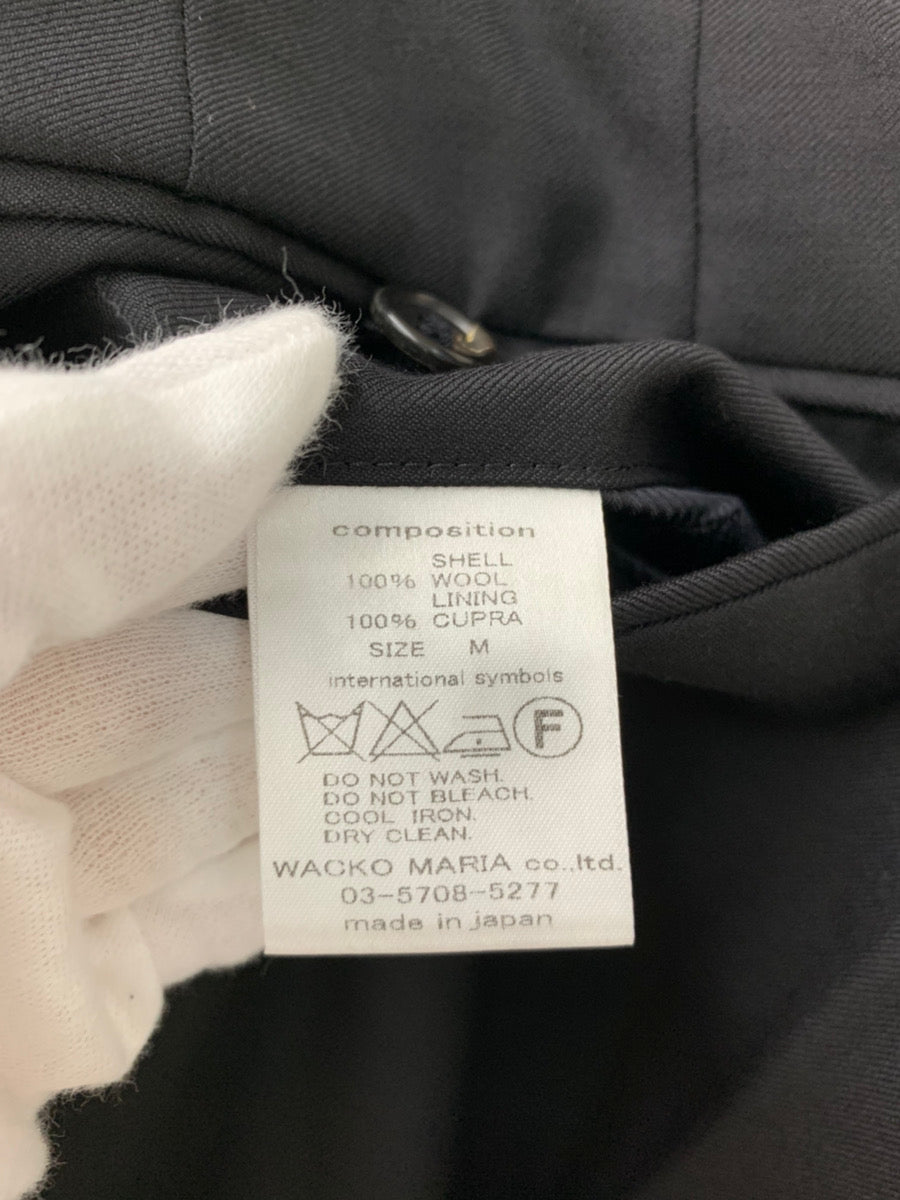 composition
SHELL
100% WOOL
LINING
100% CUPRA
SIZE M
international symbols
F
DO NOT WASH.
DO NOT BLEACH.
COOL IRON.
DRY CLEAN.
WACKO MARIA co.,ltd.
03-5708-5277
made in japan